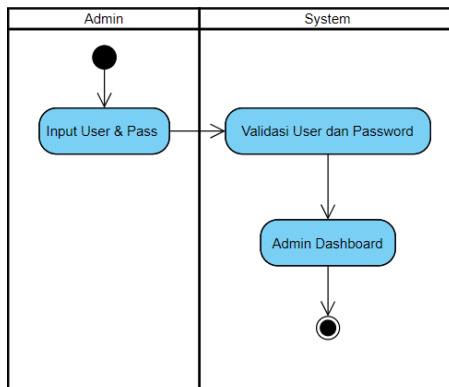 Admin
System
Input User & Pass
Validasi User dan Password
Admin Dashboard